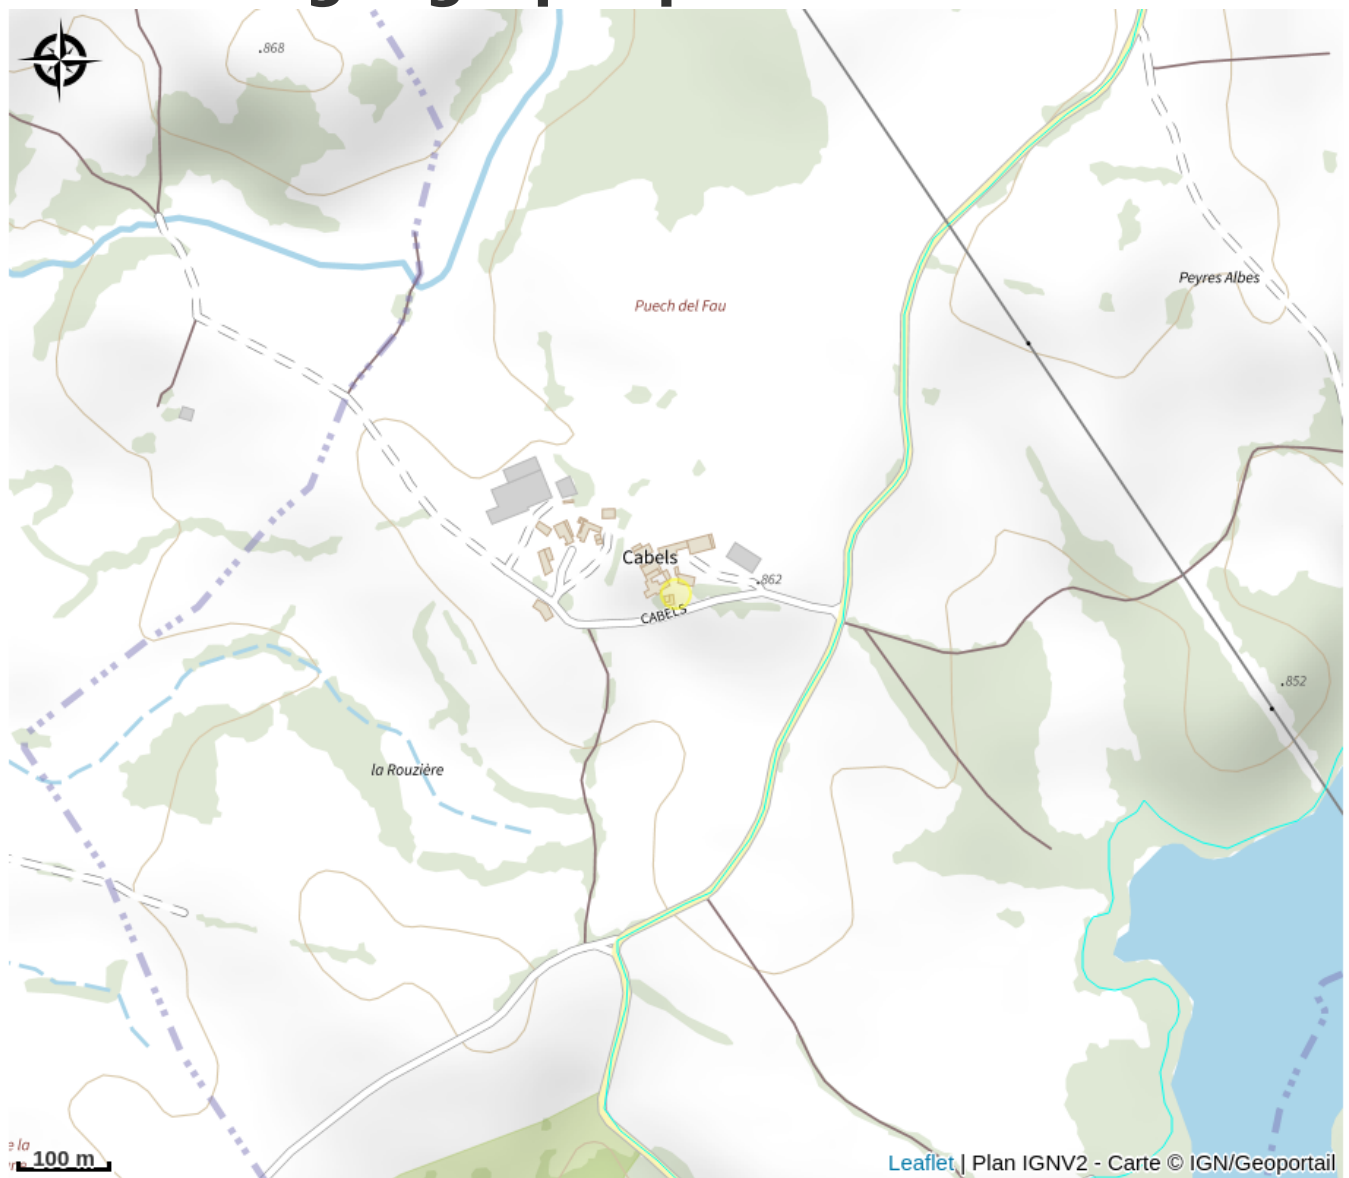 .868
Peyres Albes
Puech del Fau
Cabels
.862
CABELS
.852
la Rouzière
e la
100 m
Leaflet | Plan IGNV2 - Carte © IGN/Geoportail